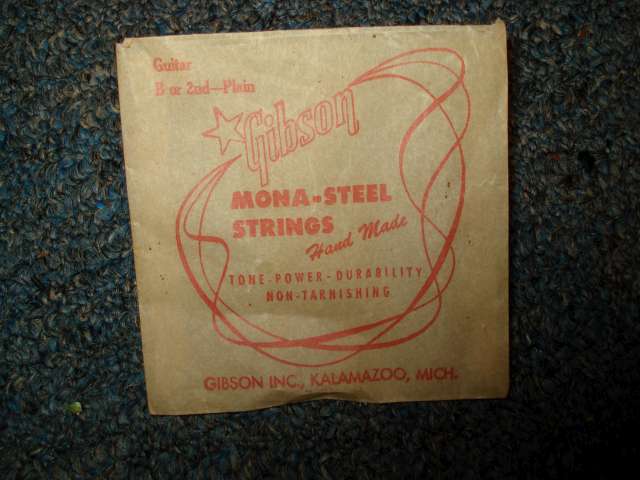 Guitar
B or 2nd—Plain
Gibson
MONA-STEEL
STRINGS
Hand Made
TONE-POWER-DURABILITY
NON-TARNISHING
GIBSON INC., KALAMAZOO, MICH.